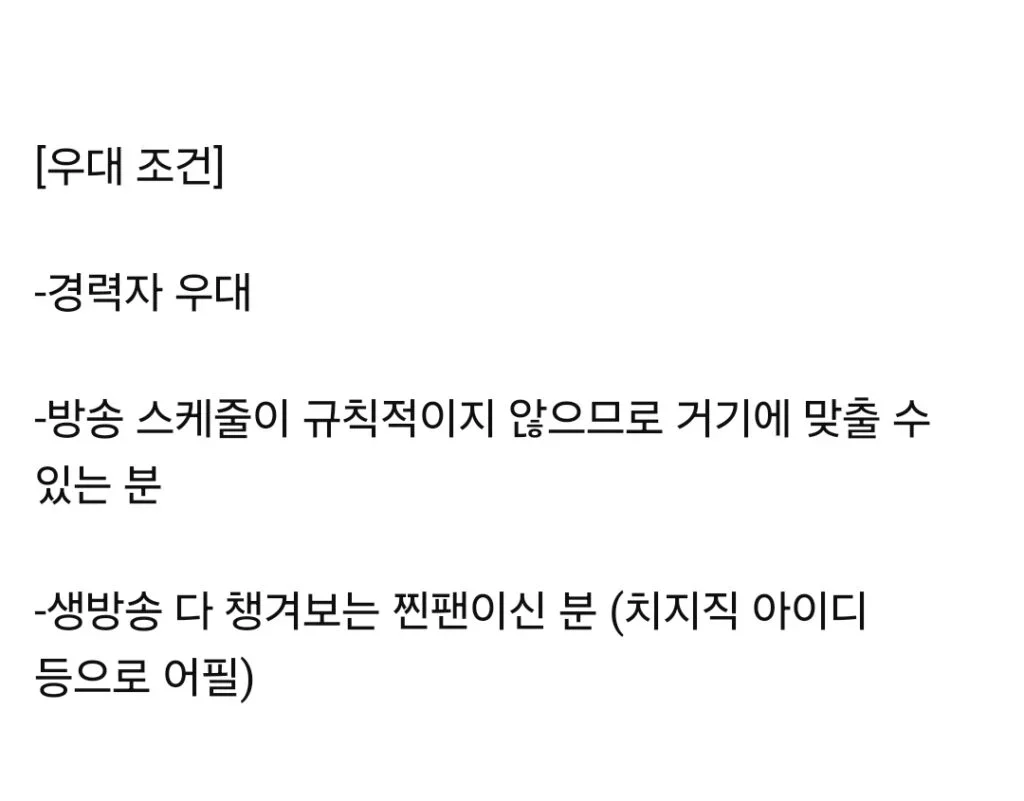 [우대 조건]
-경력자 우대
-방송 스케줄이 규칙적이지 않으므로 거기에 맞출 수
있는 분
-생방송 다 챙겨보는 찐팬이신 분 (치지직 아이디
등으로 어필)